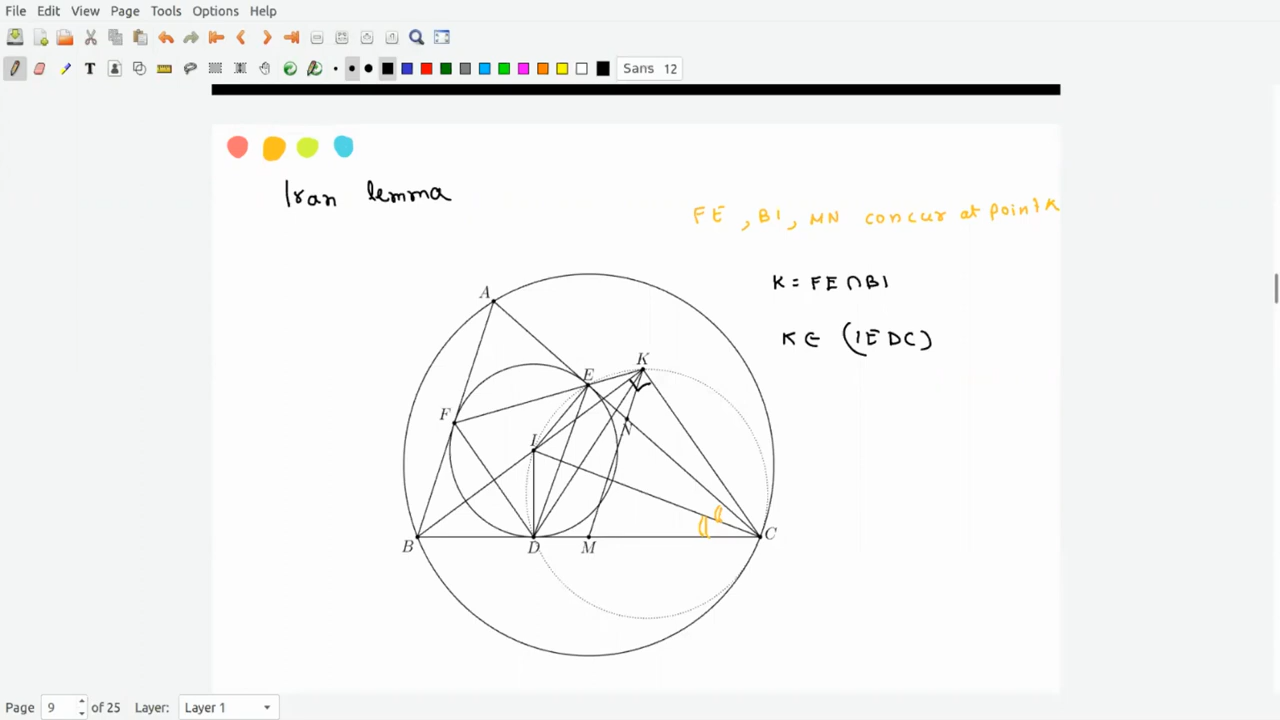 File Edit View Page Tools Options Help
Sans 12
Iran lemma
FE, BI, MN concur at point K
K = FE ∩ BI
K ∈ (IEDC)
A
K
E
F
N
I
B
D
M
C
Page 9 of 25 Layer: Layer 1